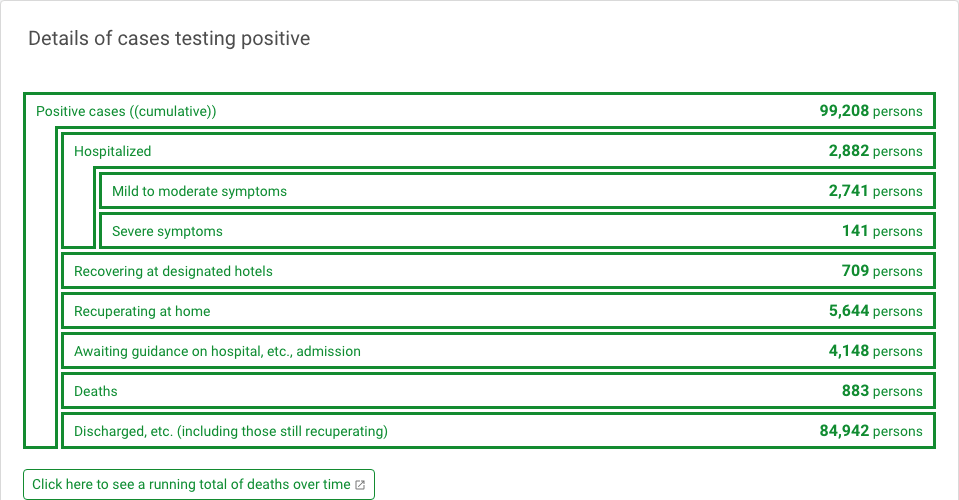 Details of cases testing positive
Positive cases ((cumulative)) 99,208 persons
Hospitalized 2,882 persons
Mild to moderate symptoms 2,741 persons
Severe symptoms 141 persons
Recovering at designated hotels 709 persons
Recuperating at home 5,644 persons
Awaiting guidance on hospital, etc., admission 4,148 persons
Deaths 883 persons
Discharged, etc. (including those still recuperating) 84,942 persons
Click here to see a running total of deaths over time